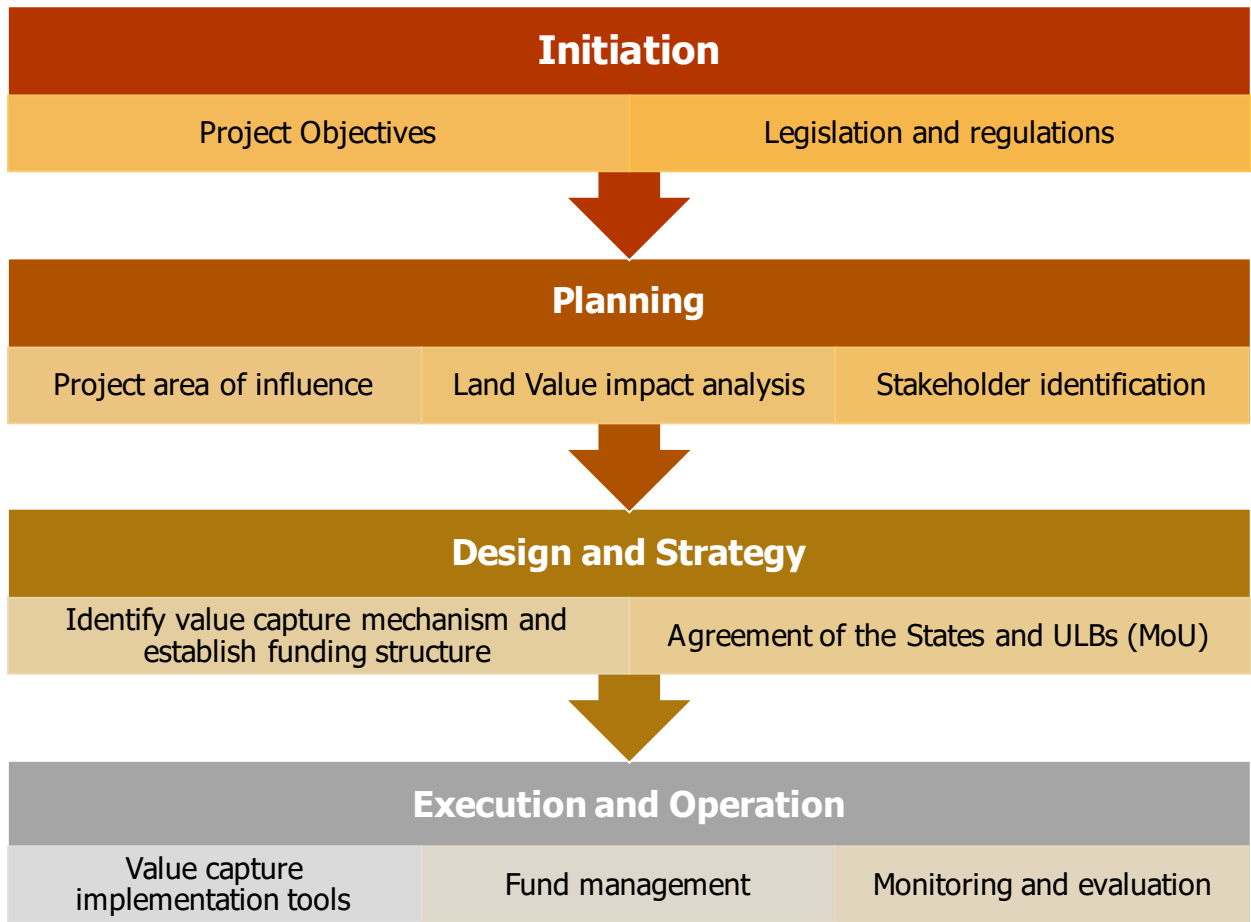 Initiation
Project Objectives
Legislation and regulations
Planning
Project area of influence
Land Value impact analysis
Stakeholder identification
Design and Strategy
Identify value capture mechanism and
establish funding structure
Agreement of the States and ULBs (MoU)
Execution and Operation
Value capture
implementation tools
Fund management
Monitoring and evaluation